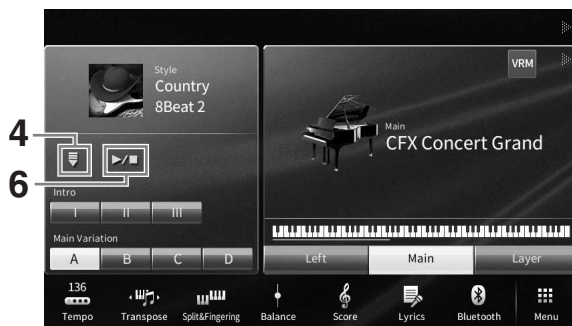 4
6
Style
Country
8Beat 2
Intro
I II III
Main Variation
A B C D
VRM
Main
CFX Concert Grand
Left Main Layer
136
Tempo Transpose Split&Fingering Balance Score Lyrics Bluetooth Menu